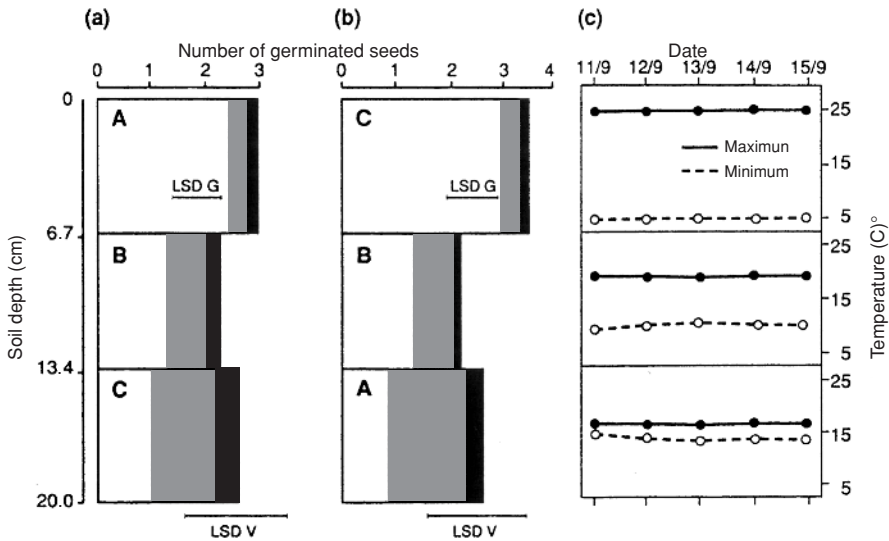 (a) (b) (c)
Number of germinated seeds
Date
0 1 2 3
0 1 2 3 4
11/9 12/9 13/9 14/9 15/9
Soil depth (cm)
0
6.7
13.4
20.0
A
LSD G
B
C
LSD V
C
LSD G
B
A
LSD V
Maximun
Minimum
25
15
5
25
15
5
25
15
5
Temperature (C)°